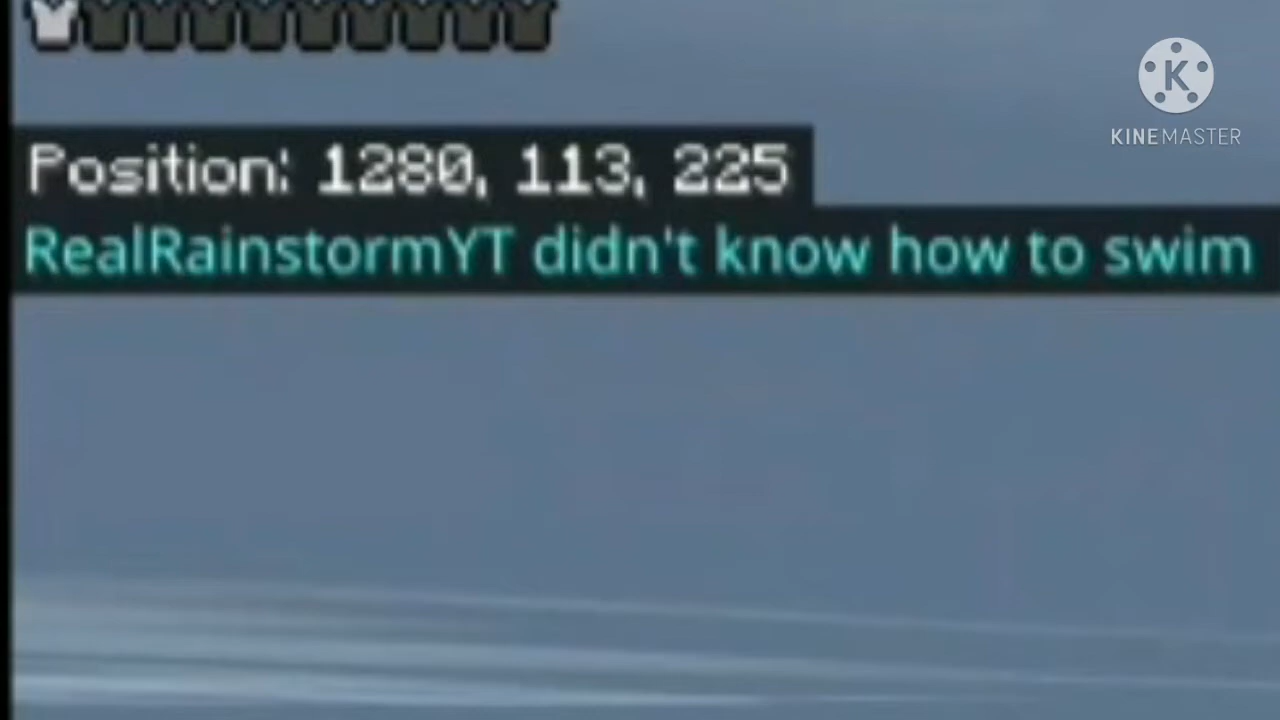 K
KINEMASTER
Position: 1280, 113, 225
RealRainstormYT didn't know how to swim